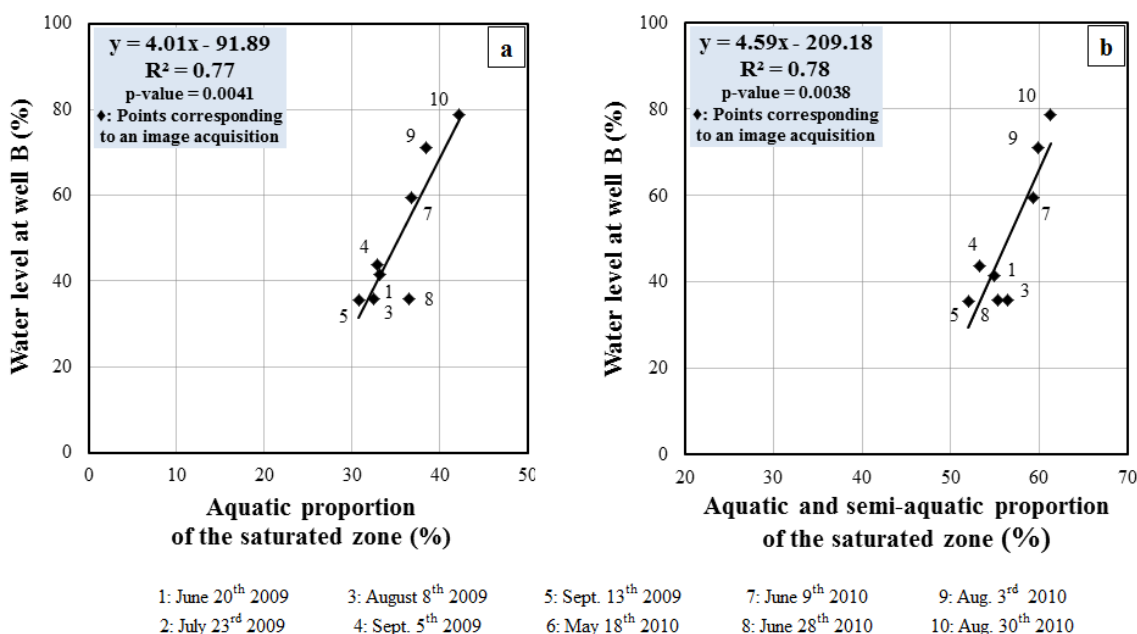 y = 4.01x - 91.89
R² = 0.77
p-value = 0.0041
♦: Points corresponding
to an image acquisition
a
100
80
60
40
20
0
0 10 20 30 40 50
10
9
7
4
1
8
5
3
Water level at well B (%)
Aquatic proportion
of the saturated zone (%)
y = 4.59x - 209.18
R² = 0.78
p-value = 0.0038
♦: Points corresponding
to an image acquisition
b
100
80
60
40
20
0
20 30 40 50 60 70
10
9
7
4
1
3
5
8
Water level at well B (%)
Aquatic and semi-aquatic proportion
of the saturated zone (%)
1: June 20th 2009 3: August 8th 2009 5: Sept. 13th 2009 7: June 9th 2010 9: Aug. 3rd 2010
2: July 23rd 2009 4: Sept. 5th 2009 6: May 18th 2010 8: June 28th 2010 10: Aug. 30th 2010